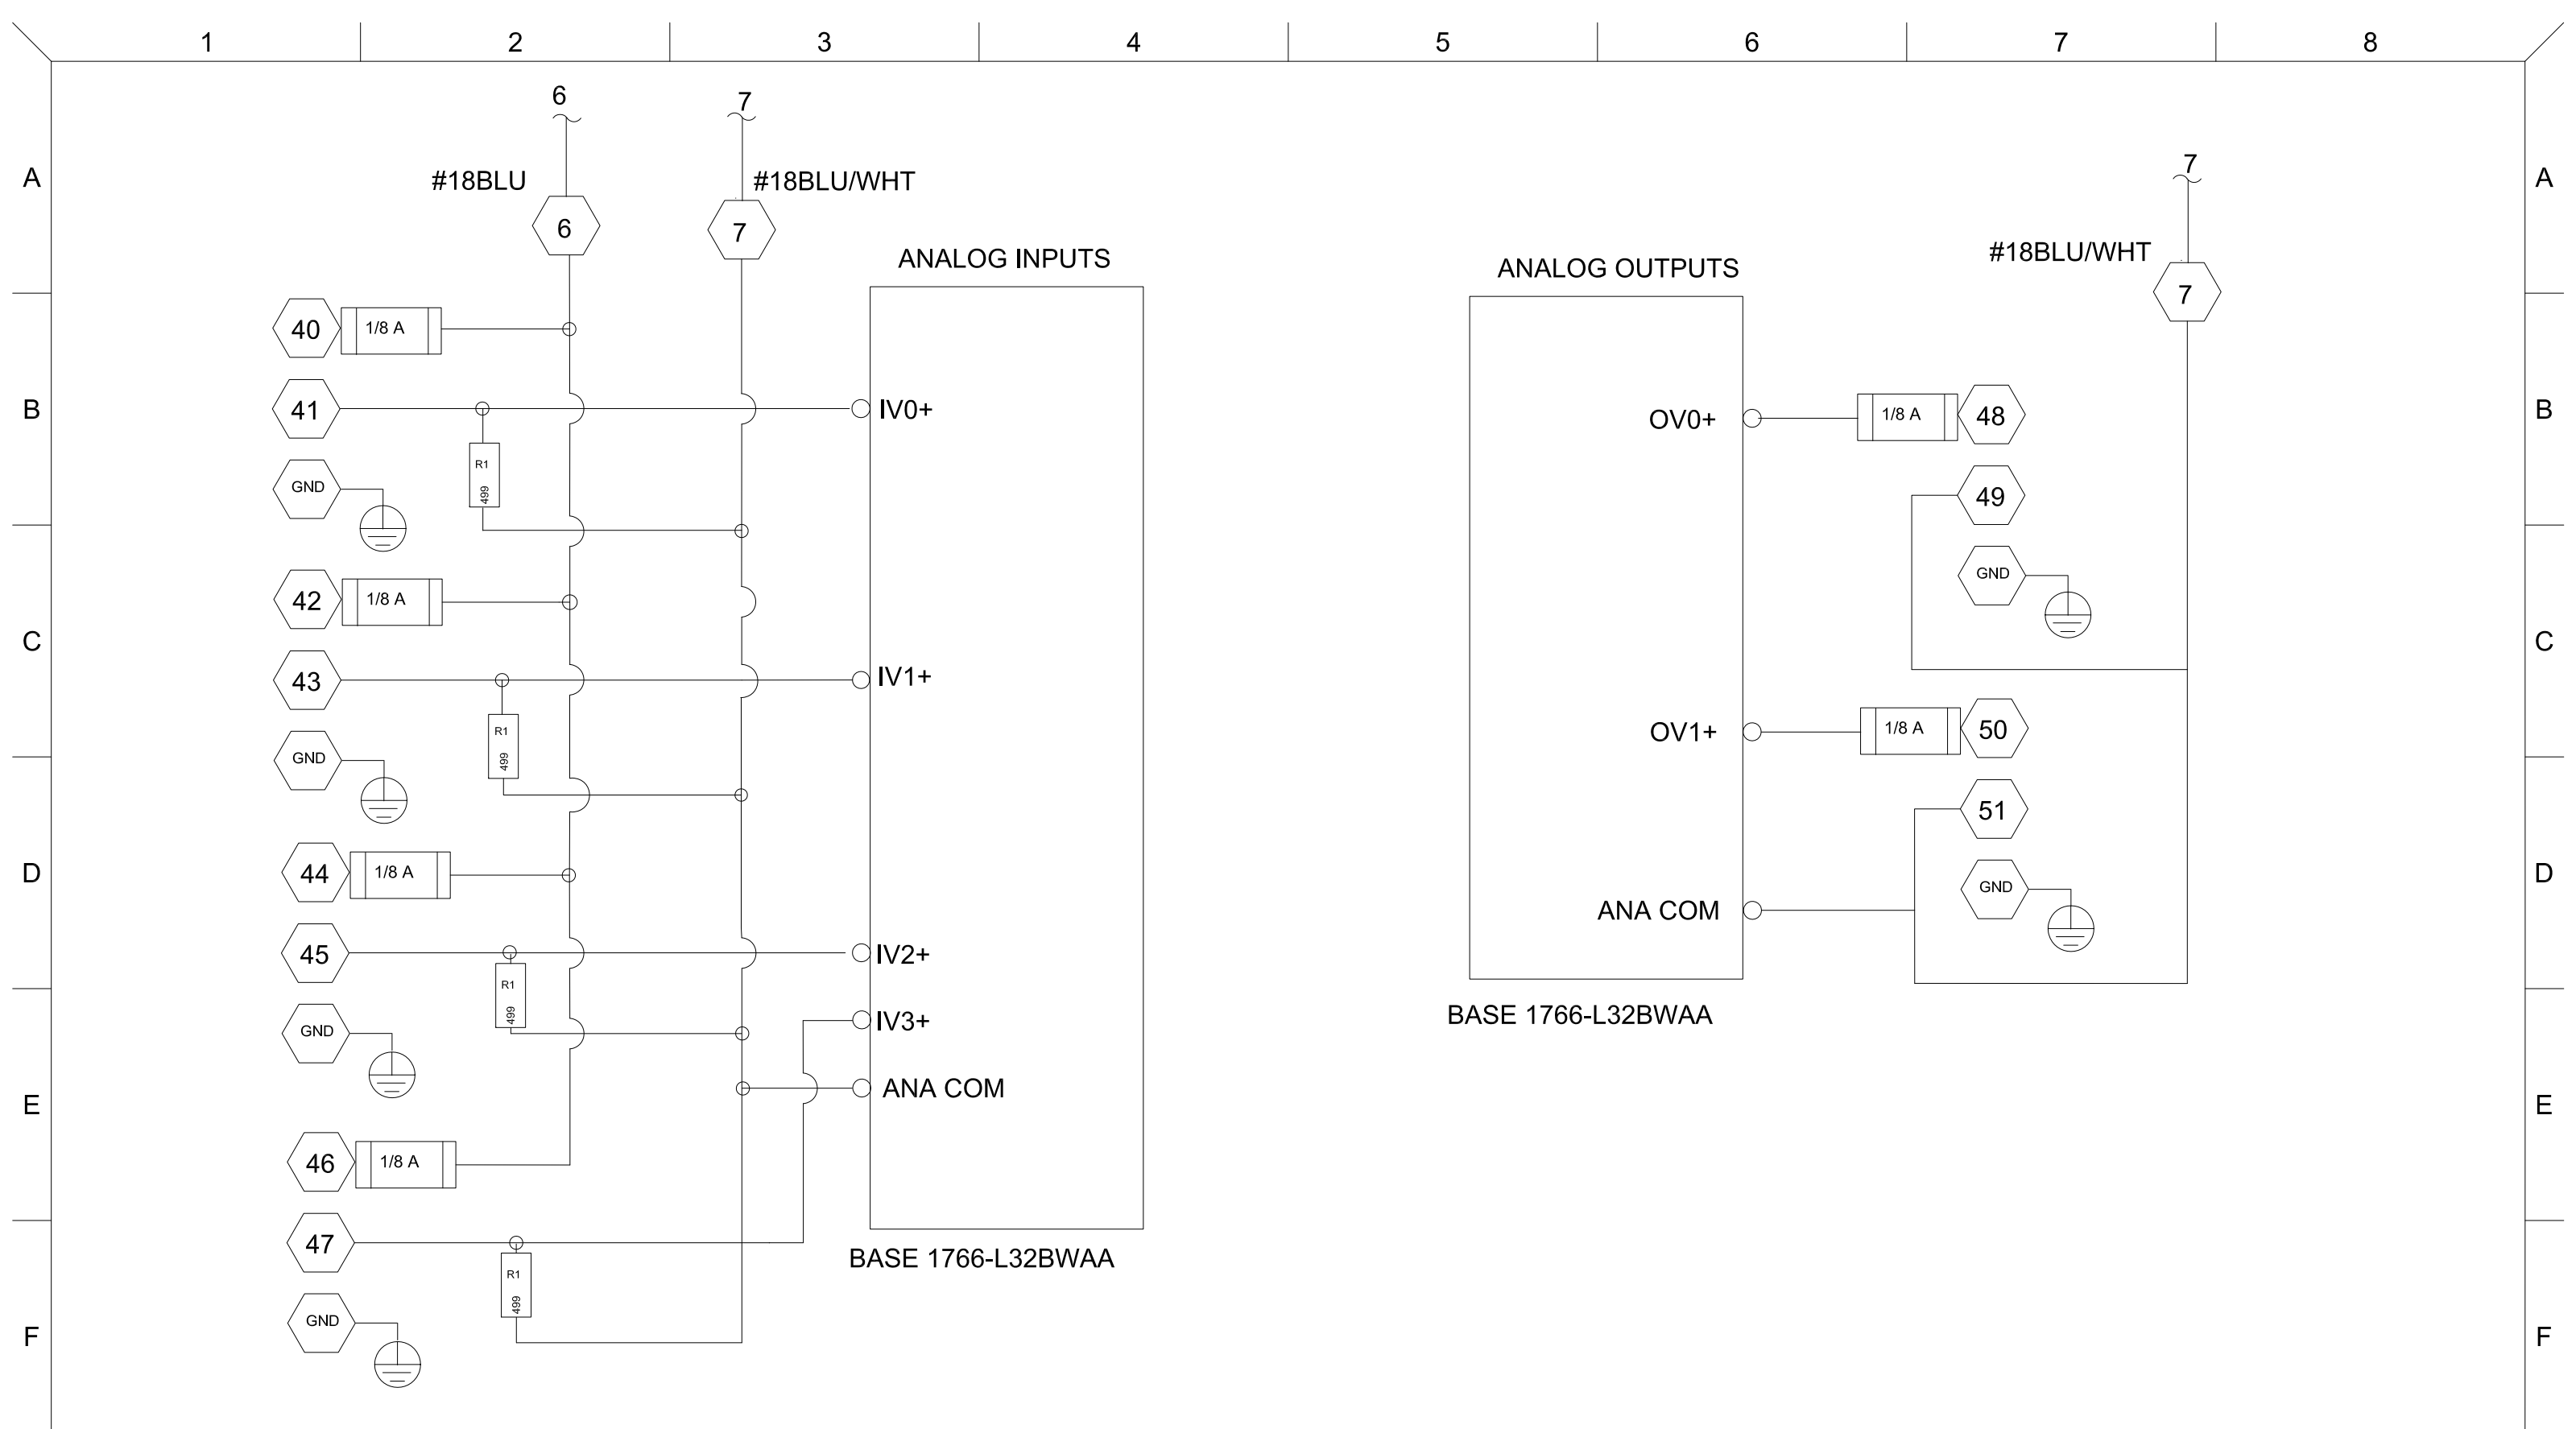 1 2 3 4 5 6 7 8
6 7
A #18BLU #18BLU/WHT 7 A
6 7
#18BLU/WHT
ANALOG INPUTS ANALOG OUTPUTS
7
40 1/8 A
B 41 IV0+ OV0+ 1/8 A 48 B
R1
499
GND 49
42 1/8 A GND
C C
43 IV1+
R1
499
OV1+ 1/8 A 50
GND
51
D 44 1/8 A GND D
ANA COM
45 IV2+
R1
499
BASE 1766-L32BWAA
GND IV3+
ANA COM
E E
46 1/8 A
47
BASE 1766-L32BWAA
R1
499
GND
F F